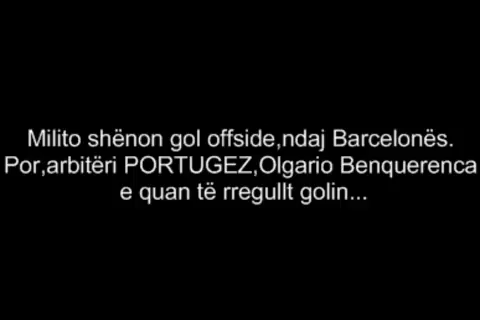 Milito shënon gol offside,ndaj Barcelonës.
Por,arbitëri PORTUGEZ,Olgario Benquerenca
e quan të rregullt golin...